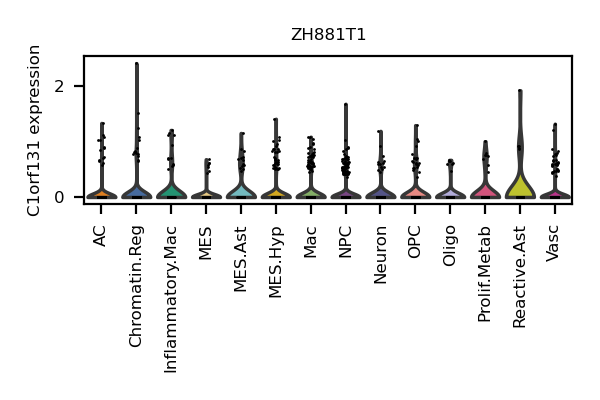 ZH881T1
C1orf131 expression
2
0
AC
Chromatin.Reg
Inflammatory.Mac
MES
MES.Ast
MES.Hyp
Mac
NPC
Neuron
OPC
Oligo
Prolif.Metab
Reactive.Ast
Vasc